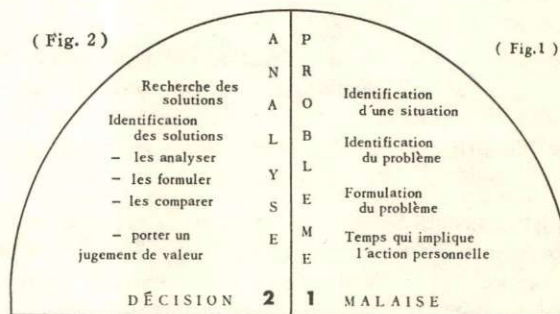 ( Fig. 2 )
ANALYSE
Recherche des
solutions
Identification
des solutions
– les analyser
– les formuler
– les comparer
– porter un
jugement de valeur
DÉCISION 2
( Fig.1 )
PROBLEME
Identification
d'une situation
Identification
du problème
Formulation
du problème
Temps qui implique
l'action personnelle
1 MALAISE